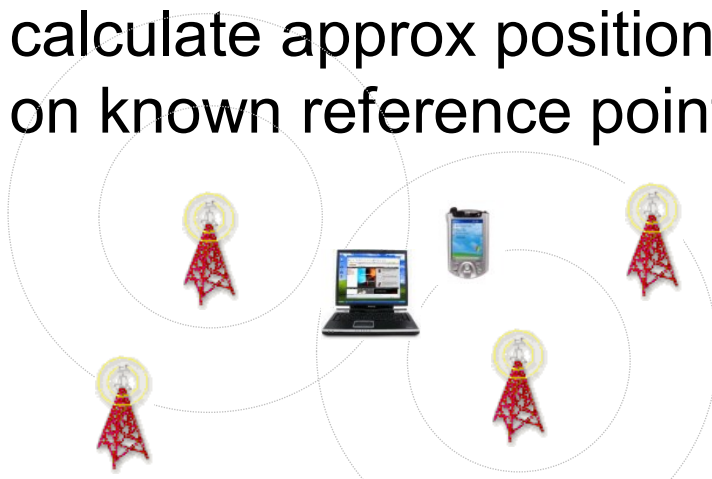 calculate approx position
on known reference poin